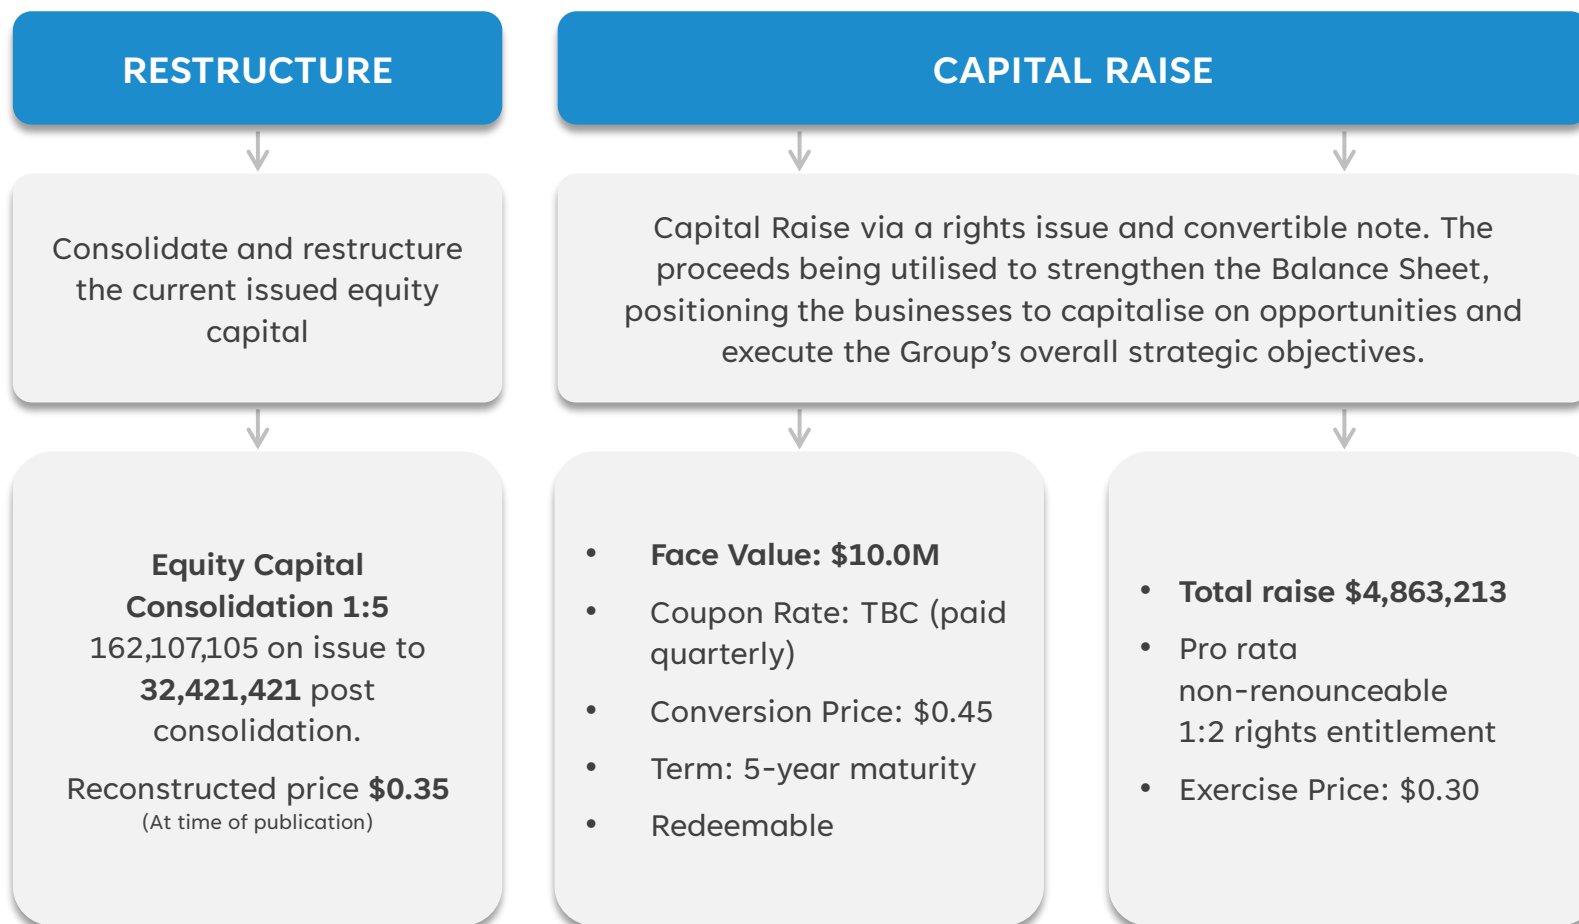 RESTRUCTURE
Consolidate and restructure
the current issued equity
capital
Equity Capital
Consolidation 1:5
162,107,105 on issue to
32,421,421 post
consolidation.
Reconstructed price $0.35
(At time of publication)
CAPITAL RAISE
Capital Raise via a rights issue and convertible note. The
proceeds being utilised to strengthen the Balance Sheet,
positioning the businesses to capitalise on opportunities and
execute the Group’s overall strategic objectives.
• Face Value: $10.0M
• Coupon Rate: TBC (paid
quarterly)
• Conversion Price: $0.45
• Term: 5-year maturity
• Redeemable
• Total raise $4,863,213
• Pro rata
non-renounceable
1:2 rights entitlement
• Exercise Price: $0.30